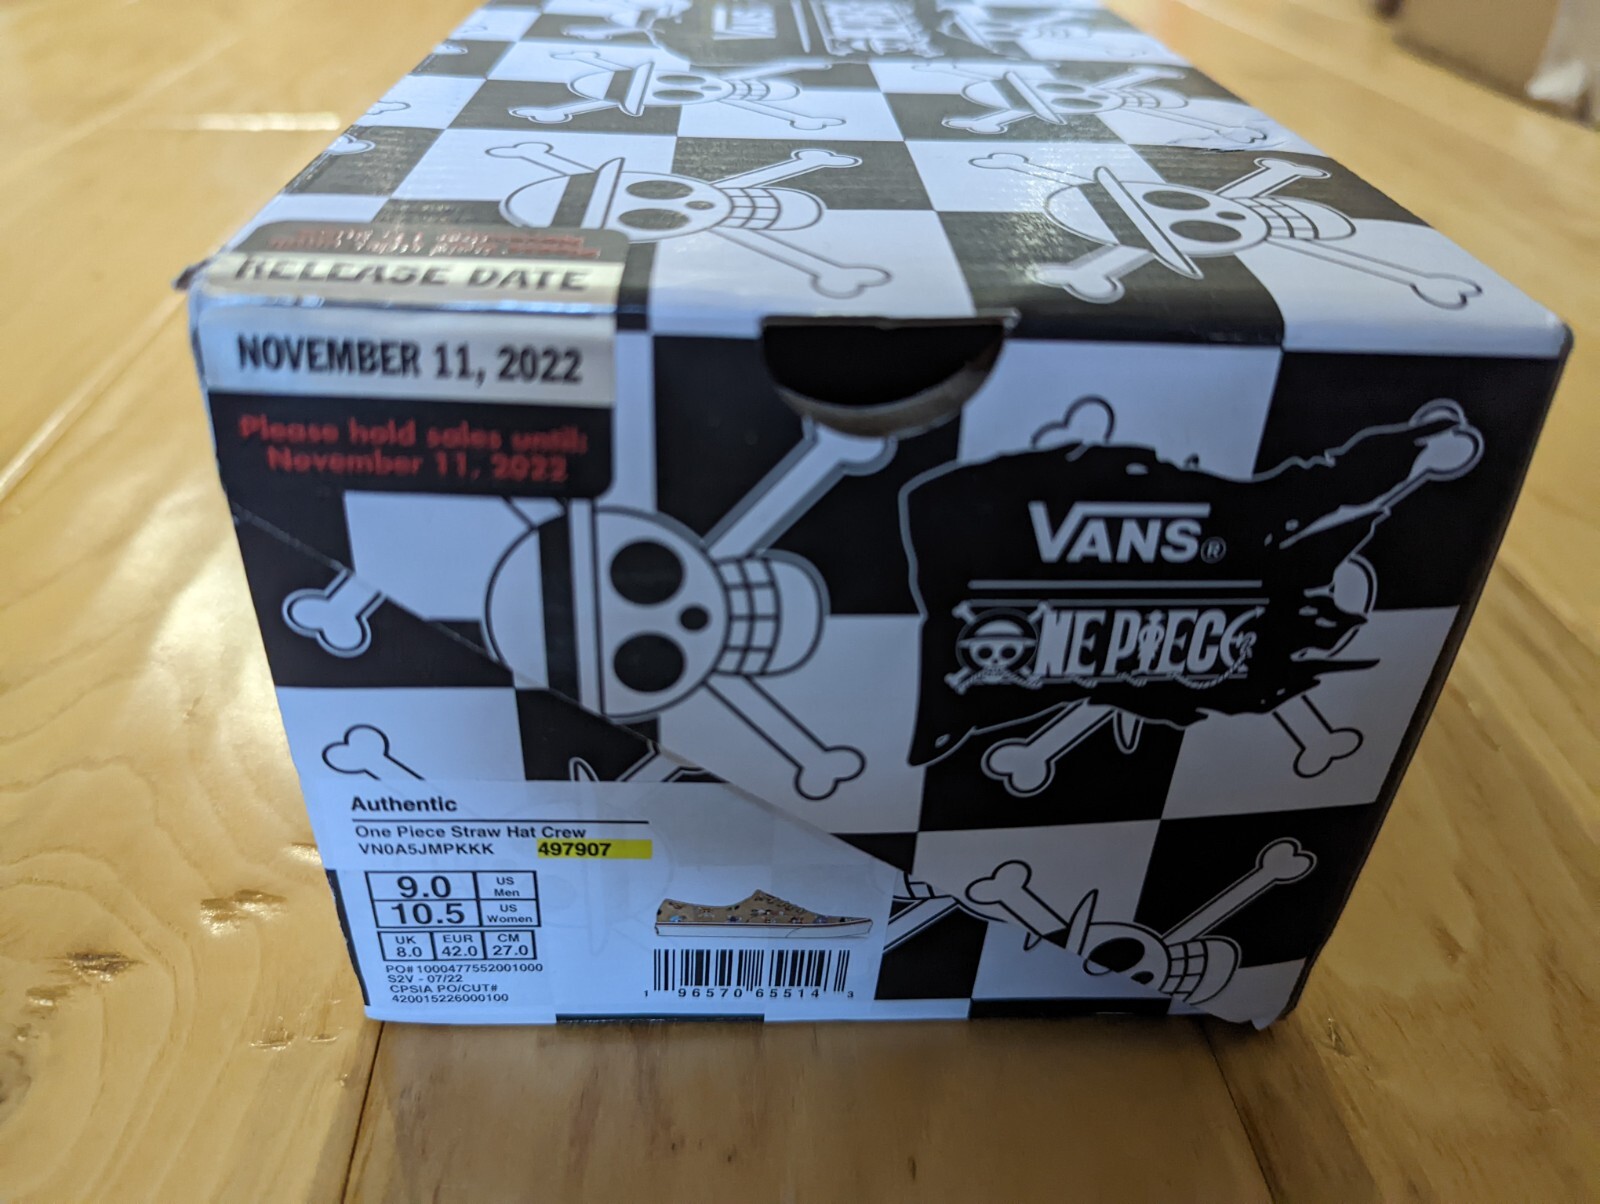 VANS
RELEASE DATE
NOVEMBER 11, 2022
Please hold sales until:
November 11, 2022
VANS®
ONE PIECE
Authentic
One Piece Straw Hat Crew
VN0A5JMPKKK 497907
9.0 US Men
10.5 US Women
UK 8.0 EUR 42.0 CM 27.0
PO# 1000477552001000
S2V - 07/22
CPSIA PO/CUT#
420015226000100
1 96570 65514 3